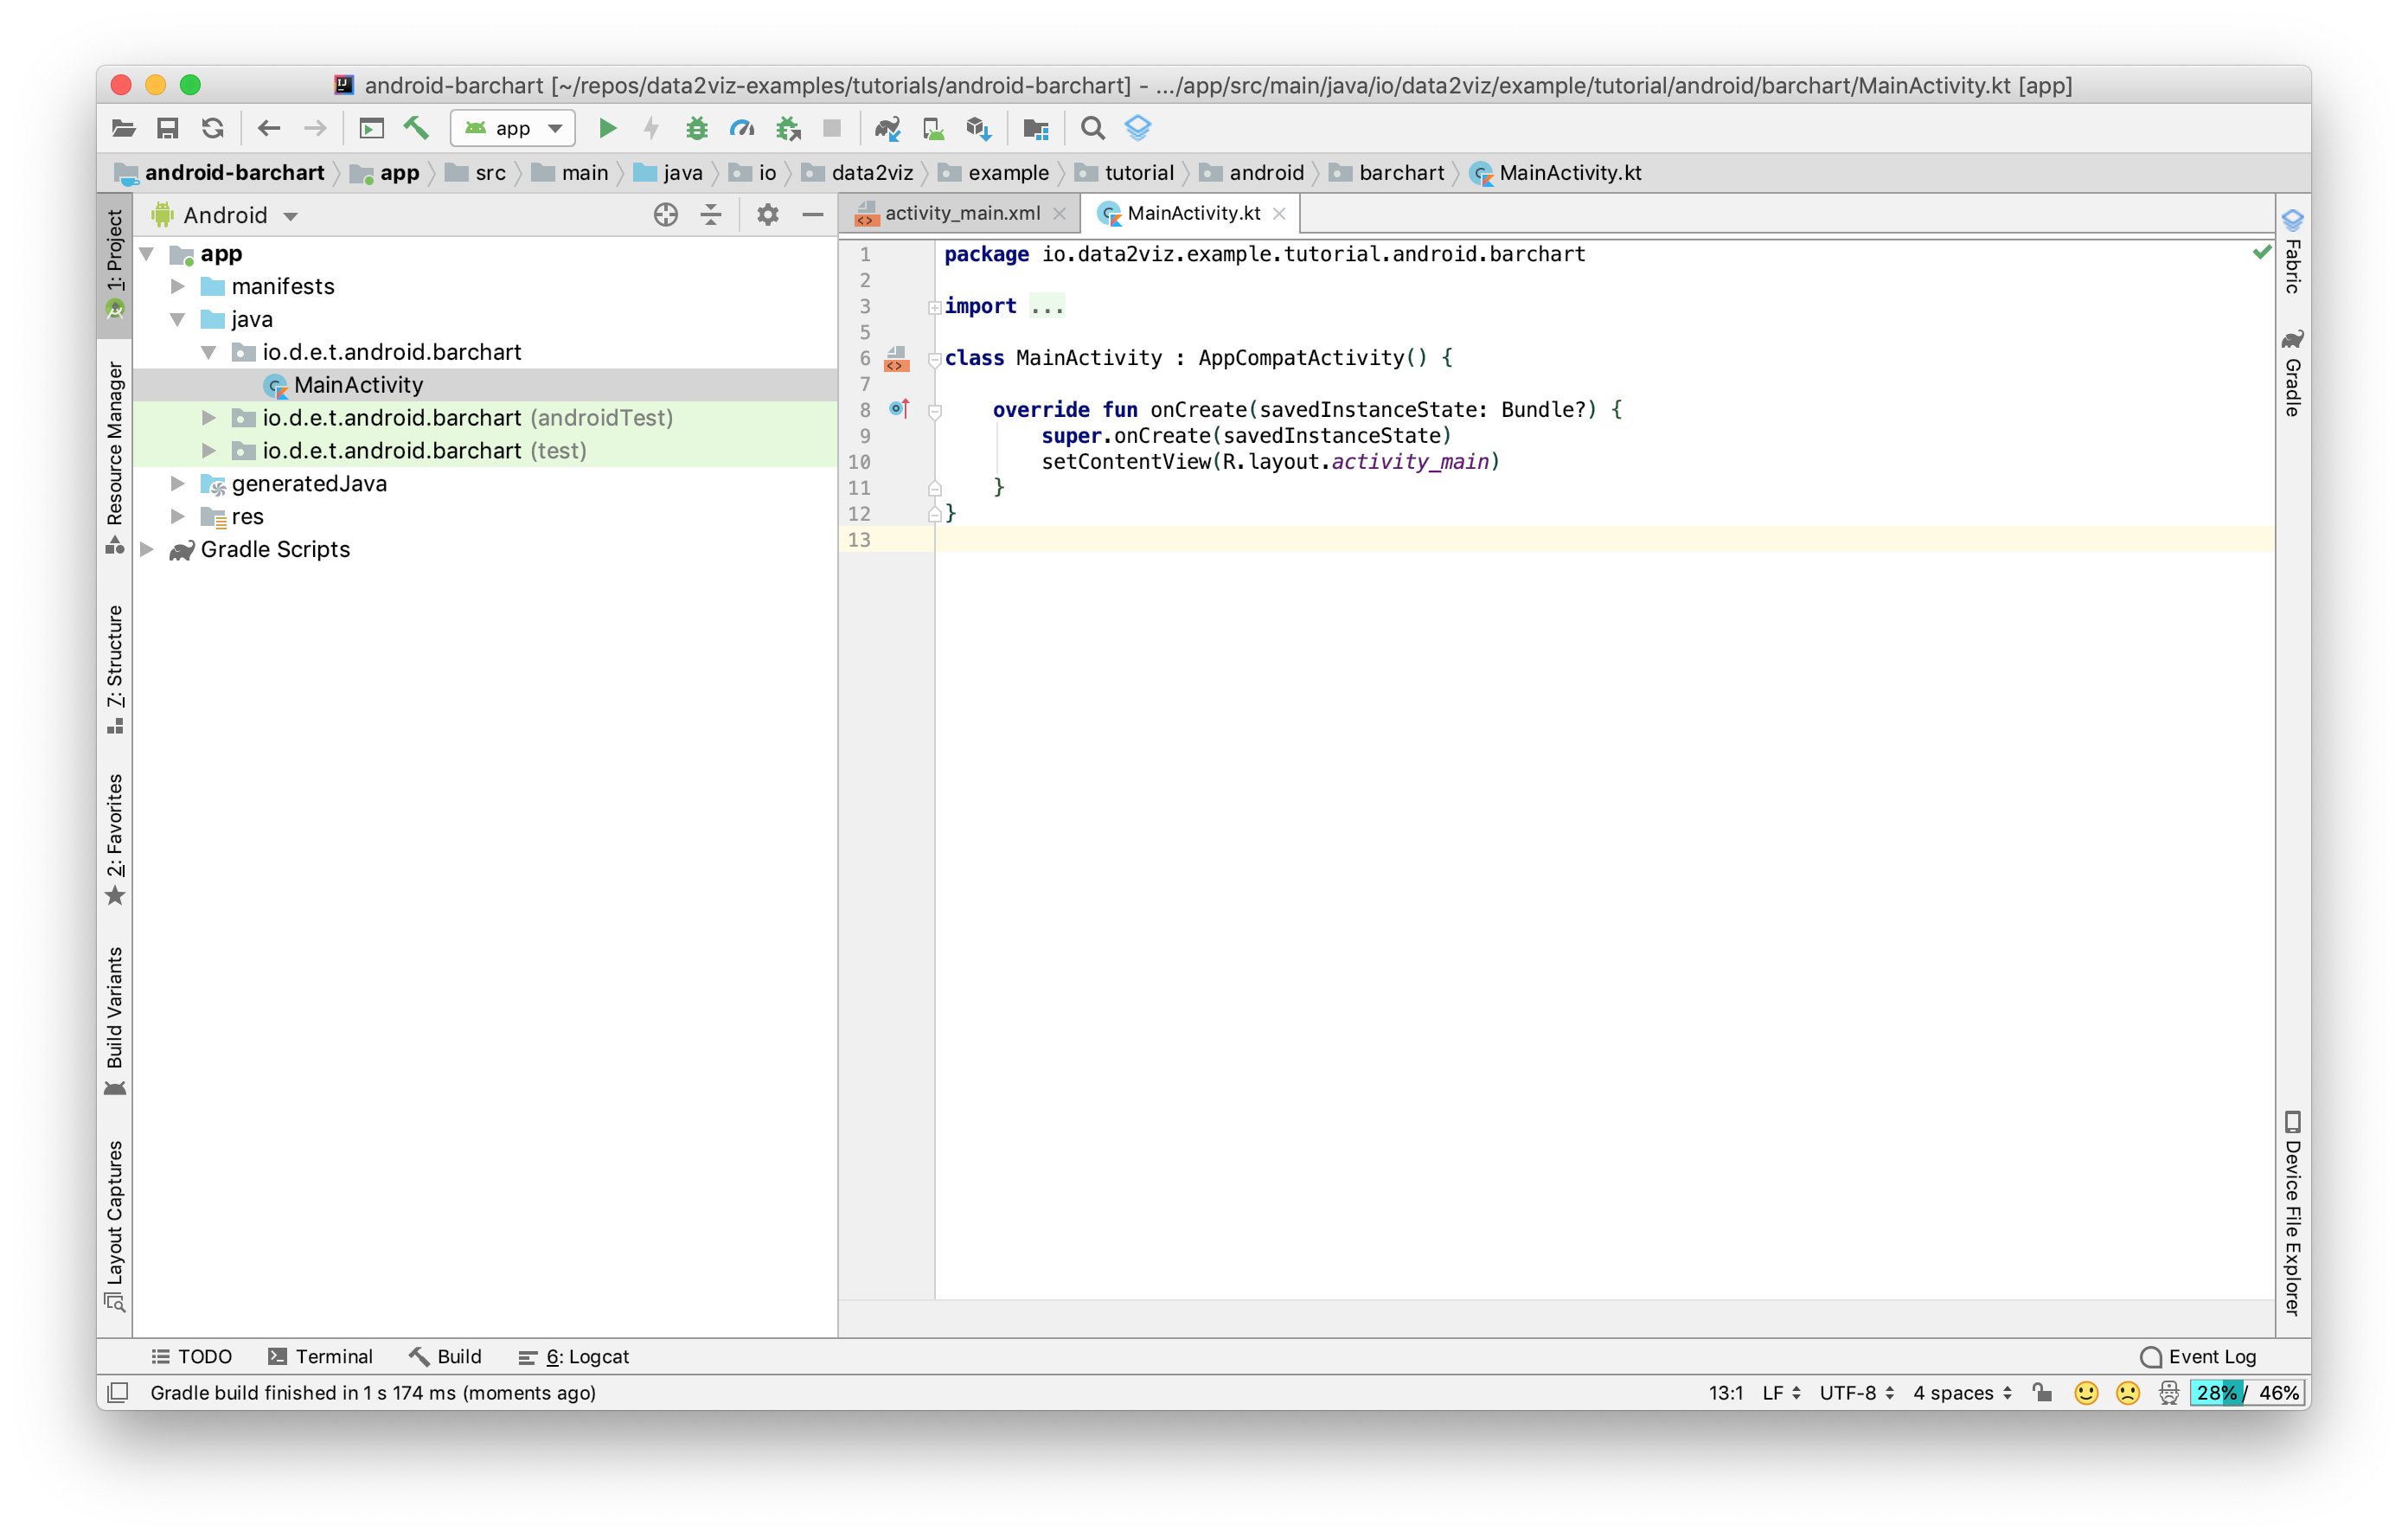 android-barchart [~/repos/data2viz-examples/tutorials/android-barchart] - .../app/src/main/java/io/data2viz/example/tutorial/android/barchart/MainActivity.kt [app]
app
android-barchart app src main java io data2viz example tutorial android barchart MainActivity.kt
1: Project
Resource Manager
7: Structure
2: Favorites
Build Variants
Layout Captures
Android
app
manifests
java
io.d.e.t.android.barchart
MainActivity
io.d.e.t.android.barchart (androidTest)
io.d.e.t.android.barchart (test)
generatedJava
res
Gradle Scripts
activity_main.xml MainActivity.kt
1 package io.data2viz.example.tutorial.android.barchart
2
3 import ...
5
6 class MainActivity : AppCompatActivity() {
7
8 override fun onCreate(savedInstanceState: Bundle?) {
9 super.onCreate(savedInstanceState)
10 setContentView(R.layout.activity_main)
11 }
12 }
13
Fabric
Gradle
Device File Explorer
TODO Terminal Build 6: Logcat Event Log
Gradle build finished in 1 s 174 ms (moments ago) 13:1 LF UTF-8 4 spaces 28% / 46%